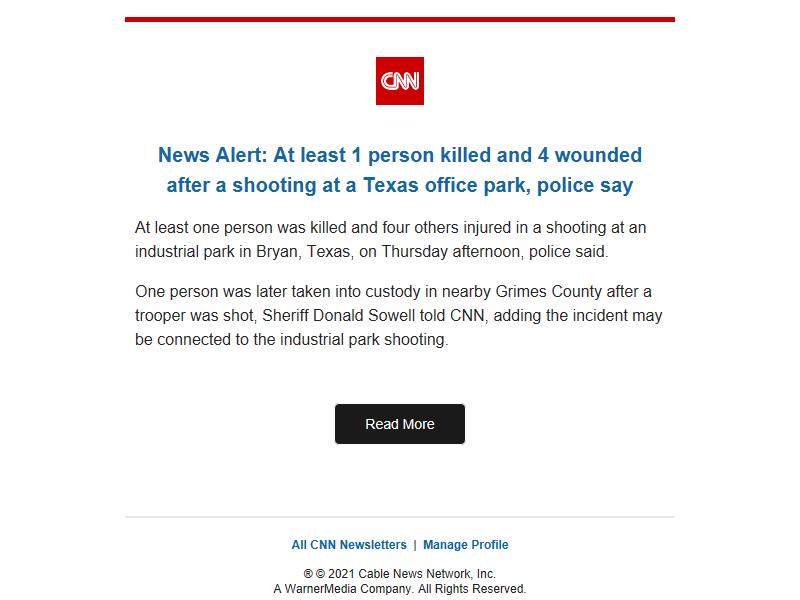 CNN
News Alert: At least 1 person killed and 4 wounded
after a shooting at a Texas office park, police say
At least one person was killed and four others injured in a shooting at an
industrial park in Bryan, Texas, on Thursday afternoon, police said.
One person was later taken into custody in nearby Grimes County after a
trooper was shot, Sheriff Donald Sowell told CNN, adding the incident may
be connected to the industrial park shooting.
Read More
All CNN Newsletters | Manage Profile
® © 2021 Cable News Network, Inc.
A WarnerMedia Company. All Rights Reserved.